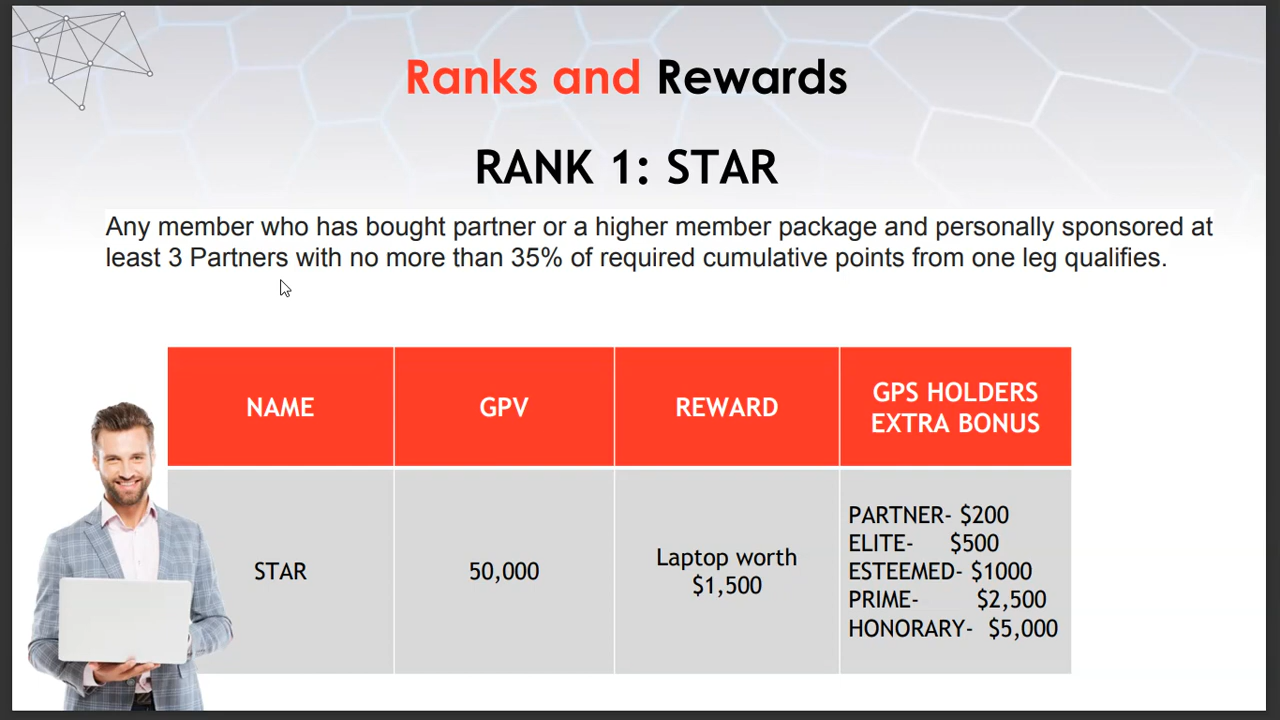 Ranks and Rewards
RANK 1: STAR
Any member who has bought partner or a higher member package and personally sponsored at
least 3 Partners with no more than 35% of required cumulative points from one leg qualifies.
NAME
GPV
REWARD
GPS HOLDERS
EXTRA BONUS
STAR
50,000
Laptop worth
$1,500
PARTNER- $200
ELITE- $500
ESTEEMED- $1000
PRIME- $2,500
HONORARY- $5,000